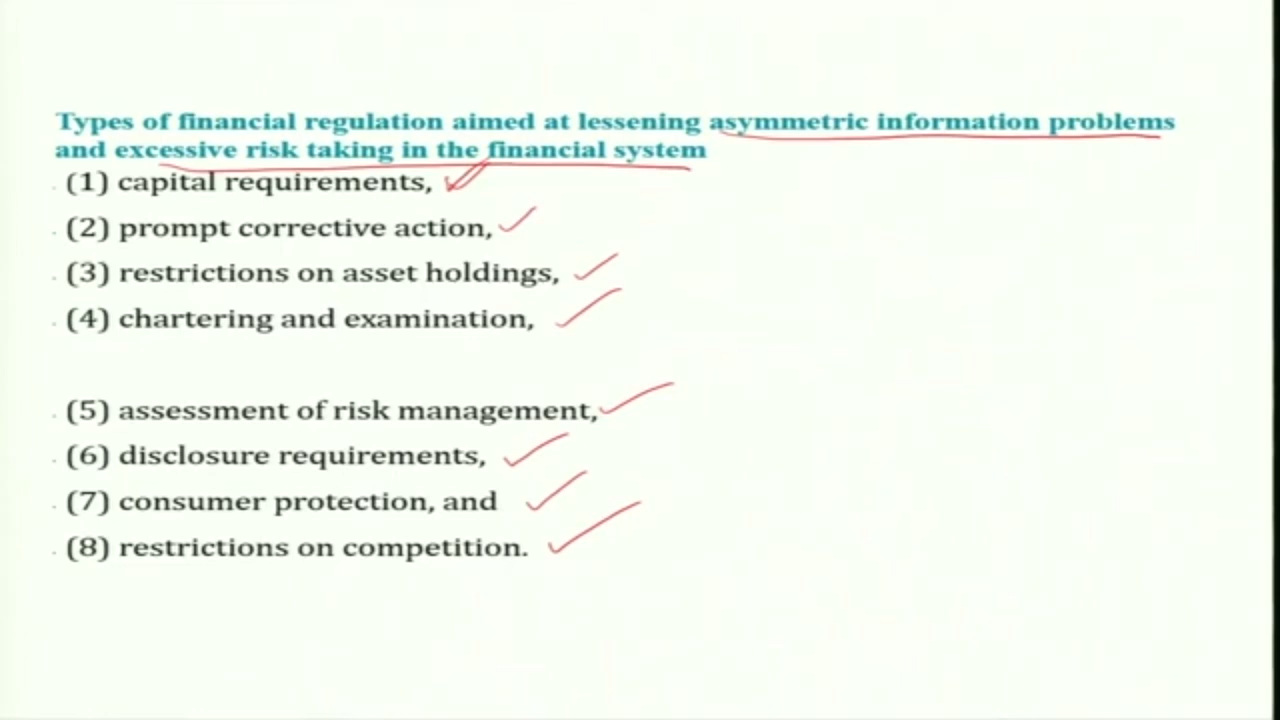 Types of financial regulation aimed at lessening asymmetric information problems
and excessive risk taking in the financial system
(1) capital requirements,
(2) prompt corrective action,
(3) restrictions on asset holdings,
(4) chartering and examination,
(5) assessment of risk management,
(6) disclosure requirements,
(7) consumer protection, and
(8) restrictions on competition.